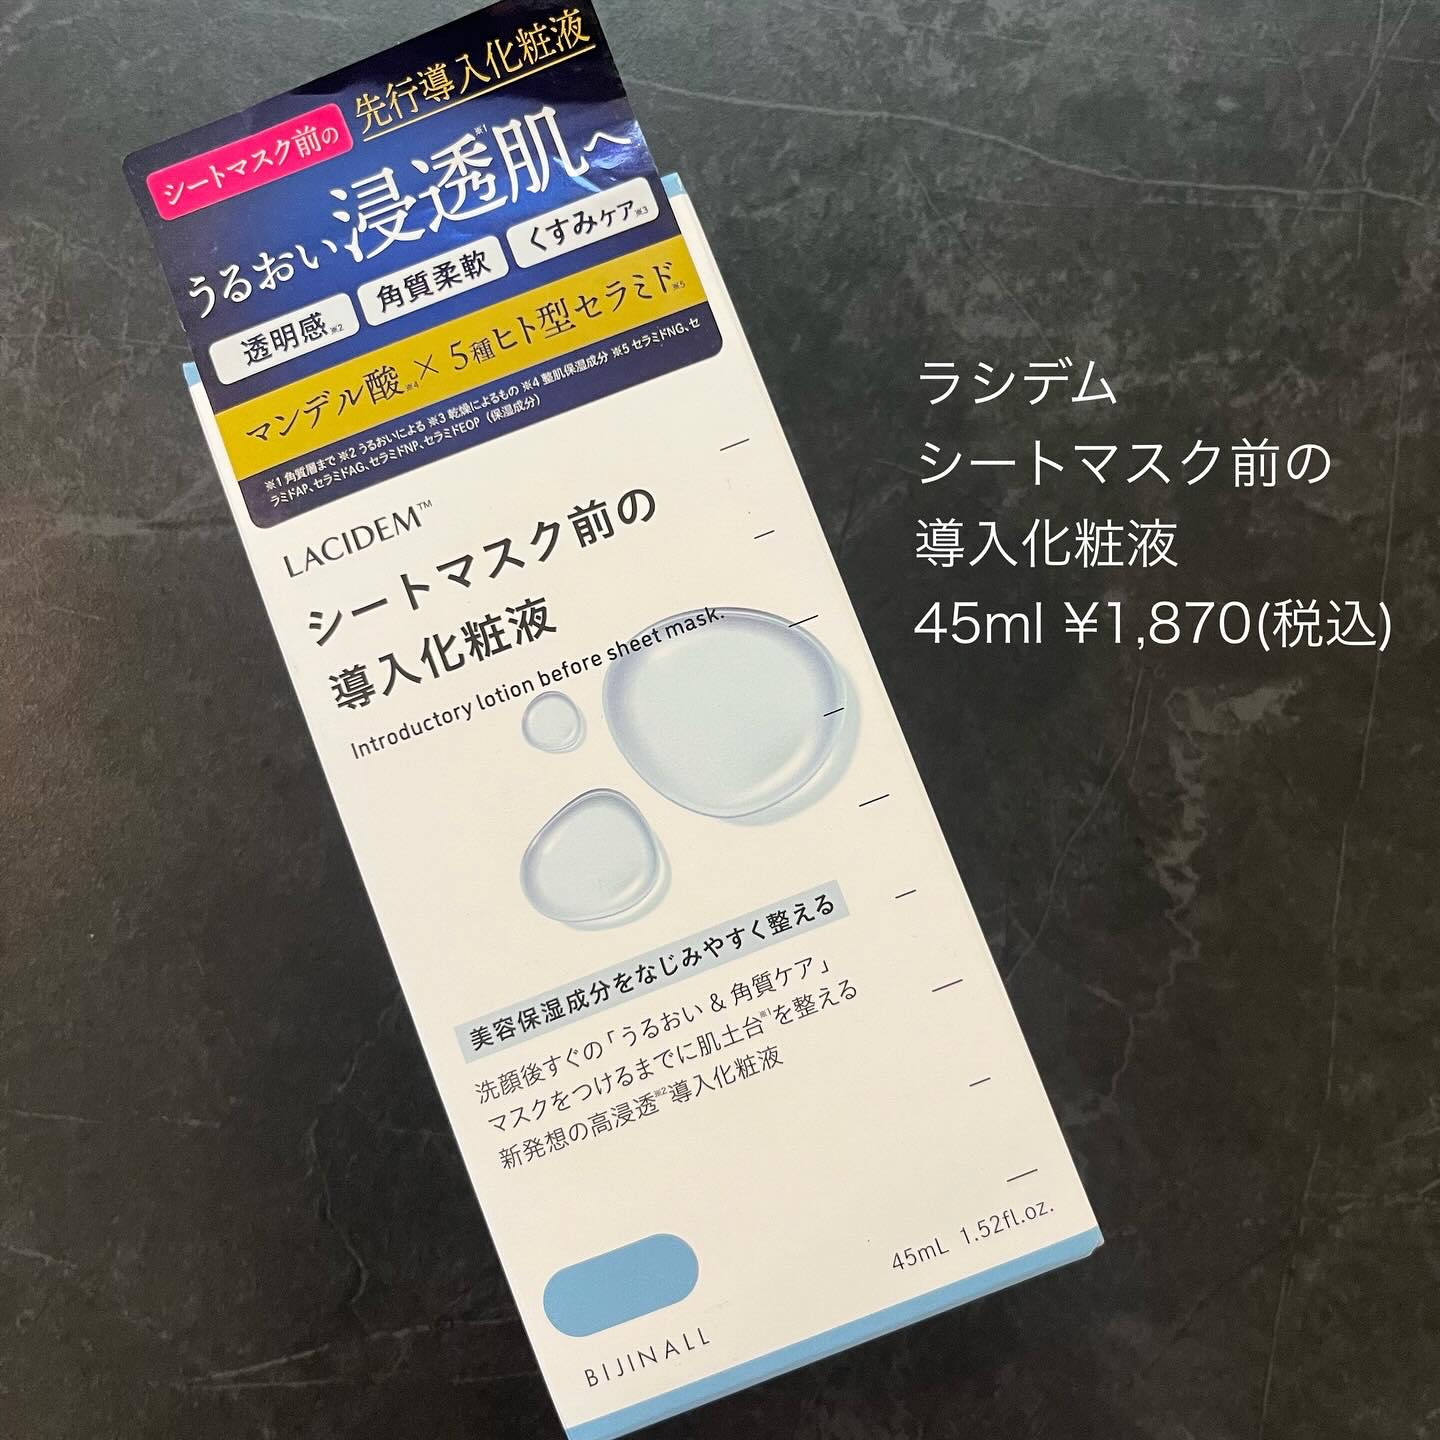 シートマスク前の
先行導入化粧液
うるおい浸透肌へ※1
透明感※2
角質柔軟
くすみケア※3
マンデル酸※4×5種ヒト型セラミド※5
※1 角質層まで ※2 うるおいによる ※3 乾燥によるもの ※4 整肌保湿成分 ※5 セラミドNG、セ
ラミドAP、セラミドAG、セラミドNP、セラミドEOP（保湿成分）
LACIDEM™
シートマスク前の
導入化粧液
Introductory lotion before sheet mask.
美容保湿成分をなじみやすく整える
洗顔後すぐの「うるおい & 角質ケア」
マスクをつけるまでに肌土台※1を整える
新発想の高浸透※2導入化粧液
45mL 1.52fl.oz.
BIJINALL
ラシデム
シートマスク前の
導入化粧液
45ml ¥1,870(税込)